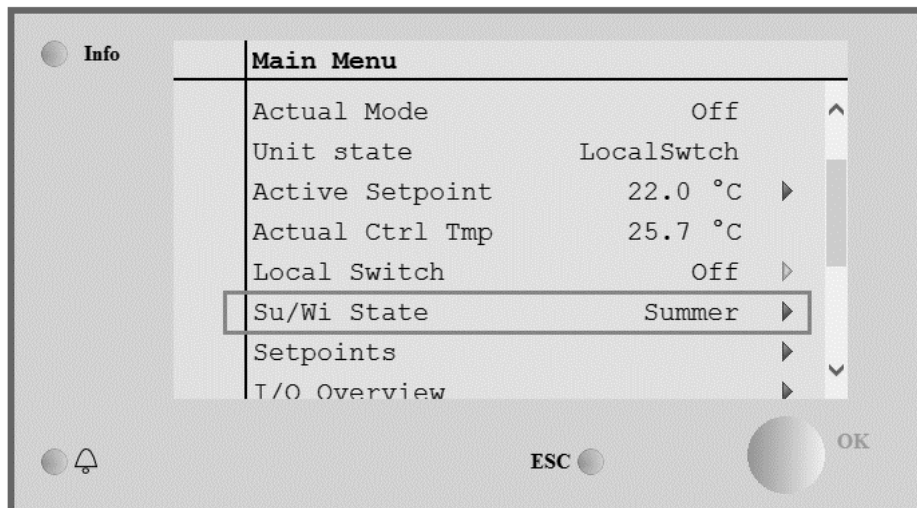 Info
Main Menu
Actual Mode Off
Unit state LocalSwtch
Active Setpoint 22.0 °C
Actual Ctrl Tmp 25.7 °C
Local Switch Off
Su/Wi State Summer
Setpoints
I/O Overview
ESC
OK